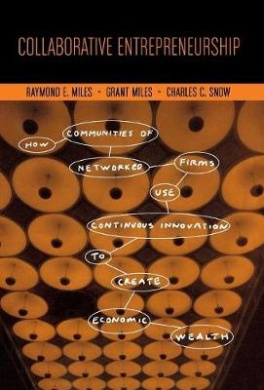 COLLABORATIVE ENTREPRENEURSHIP
RAYMOND E. MILES • GRANT MILES • CHARLES C. SNOW
HOW
COMMUNITIES OF
NETWORKED
FIRMS
USE
CONTINUOUS INNOVATION
TO
CREATE
ECONOMIC
WEALTH